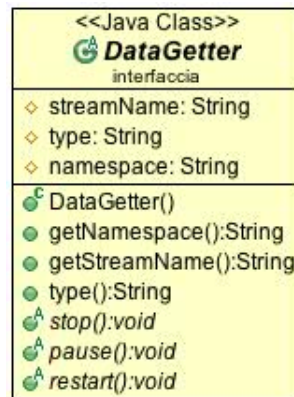 <<Java Class>>
DataGetter
interfaccia
streamName: String
type: String
namespace: String
DataGetter()
getNamespace():String
getStreamName():String
type():String
stop():void
pause():void
restart():void